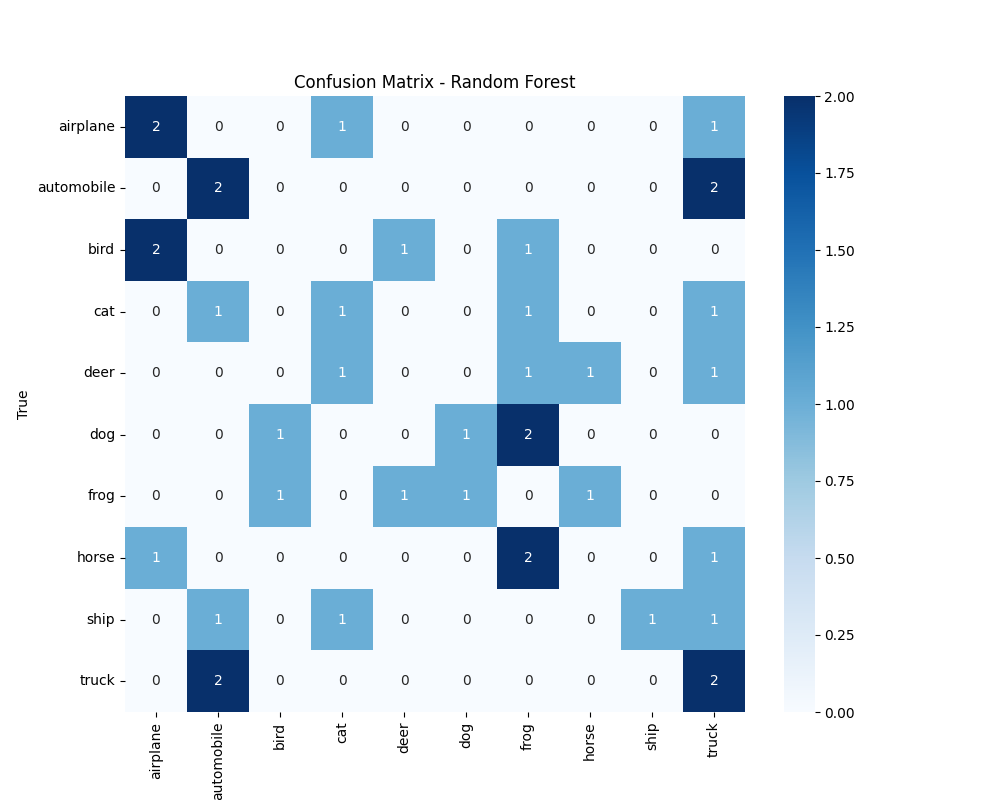 Confusion Matrix - Random Forest
True
airplane 2 0 0 1 0 0 0 0 0 1
automobile 0 2 0 0 0 0 0 0 0 2
bird 2 0 0 0 1 0 1 0 0 0
cat 0 1 0 1 0 0 1 0 0 1
deer 0 0 0 1 0 0 1 1 0 1
dog 0 0 1 0 0 1 2 0 0 0
frog 0 0 1 0 1 1 0 1 0 0
horse 1 0 0 0 0 0 2 0 0 1
ship 0 1 0 1 0 0 0 0 1 1
truck 0 2 0 0 0 0 0 0 0 2
airplane automobile bird cat deer dog frog horse ship truck
2.00
1.75
1.50
1.25
1.00
0.75
0.50
0.25
0.00